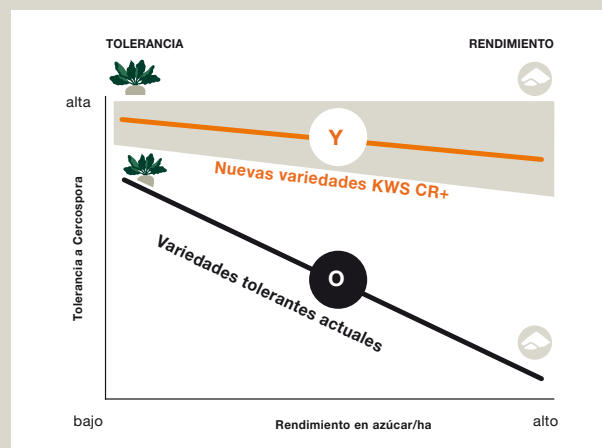 TOLERANCIA
RENDIMIENTO
alta
Y
Nuevas variedades KWS CR+
Tolerancia a Cercospora
O
Variedades tolerantes actuales
bajo
Rendimiento en azúcar/ha
alto